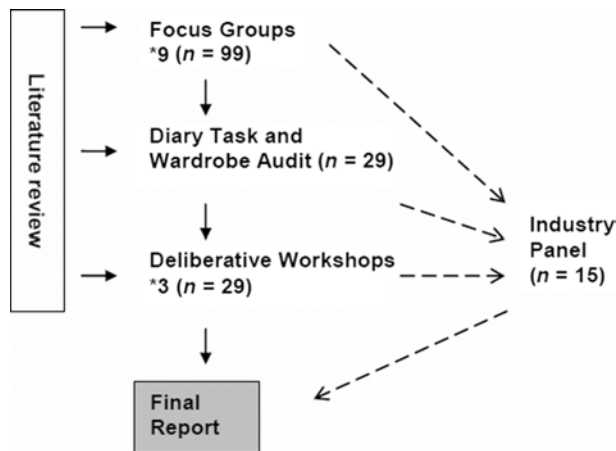 Literature review
Focus Groups
*9 (n = 99)
Diary Task and
Wardrobe Audit (n = 29)
Deliberative Workshops
*3 (n = 29)
Industry
Panel
(n = 15)
Final
Report